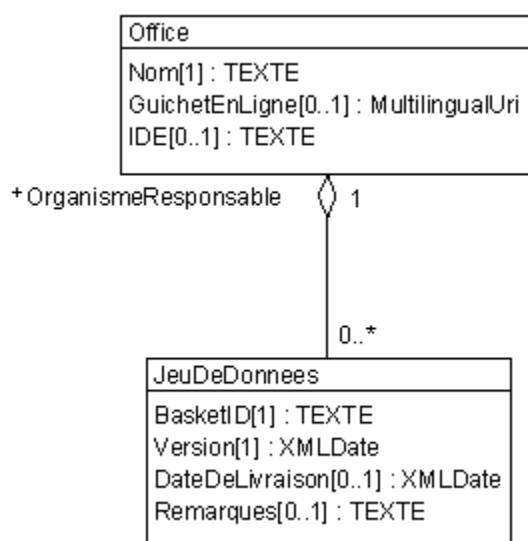 Office
Nom[1] : TEXTE
GuichetEnLigne[0..1] : MultilingualUri
IDE[0..1] : TEXTE
+OrganismeResponsable 1
0..*
JeuDeDonnees
BasketID[1] : TEXTE
Version[1] : XMLDate
DateDeLivraison[0..1] : XMLDate
Remarques[0..1] : TEXTE